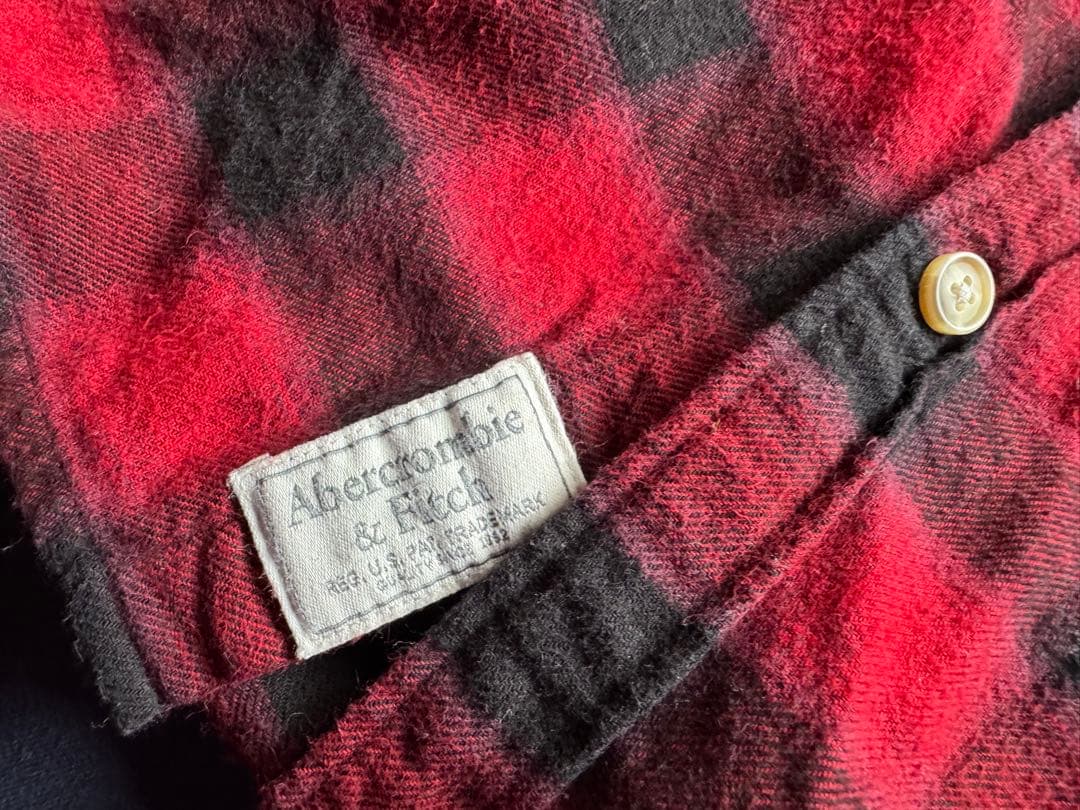 Abercrombie
& Fitch
REG. U.S. PAT. TRADEMARK
QUALITY SINCE 1892